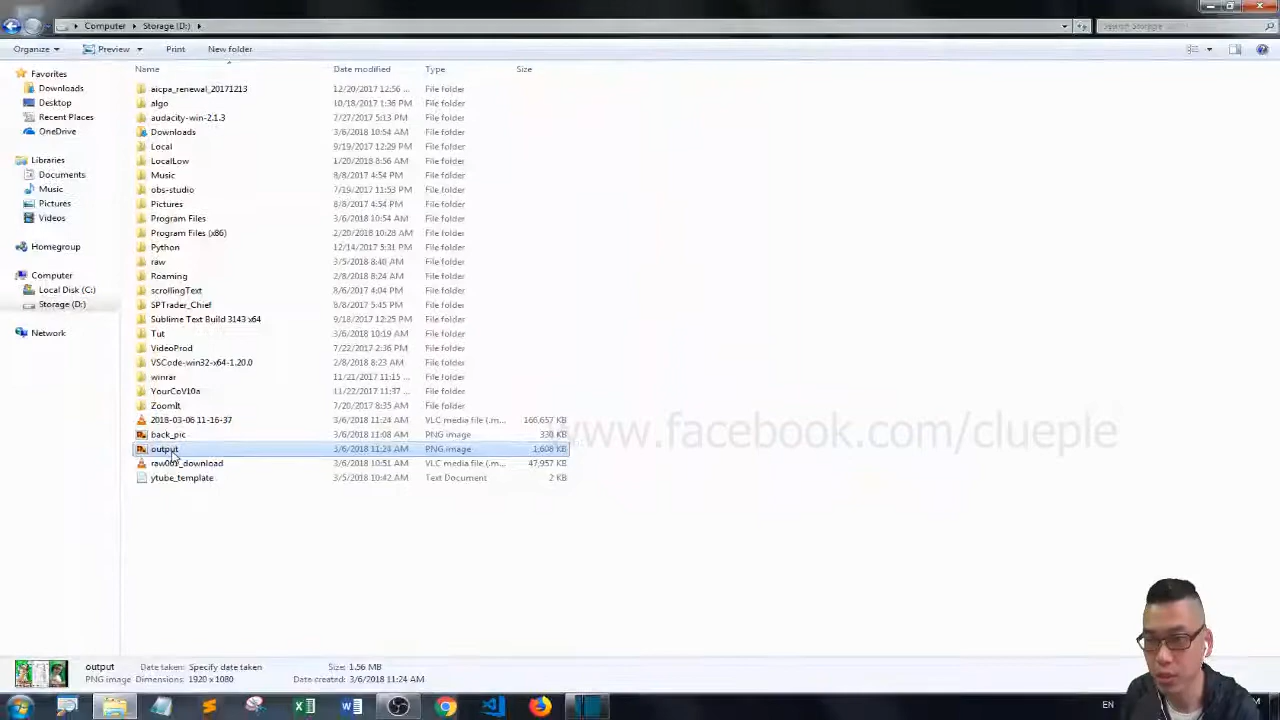 Computer Storage (D:)
Search Storage
Organize Preview Print New folder
Name Date modified Type Size
Favorites
Downloads
Desktop
Recent Places
OneDrive
Libraries
Documents
Music
Pictures
Videos
Homegroup
Computer
Local Disk (C:)
Storage (D:)
Network
aicpa_renewal_20171213 12/20/2017 12:56 ... File folder
algo 10/18/2017 1:36 PM File folder
audacity-win-2.1.3 7/27/2017 5:13 PM File folder
Downloads 3/6/2018 10:54 AM File folder
Local 9/19/2017 12:29 PM File folder
LocalLow 1/20/2018 8:56 AM File folder
Music 8/8/2017 4:54 PM File folder
obs-studio 7/19/2017 11:53 PM File folder
Pictures 8/8/2017 4:54 PM File folder
Program Files 3/6/2018 10:54 AM File folder
Program Files (x86) 2/20/2018 10:28 AM File folder
Python 12/14/2017 5:31 PM File folder
raw 3/5/2018 8:40 AM File folder
Roaming 2/8/2018 8:24 AM File folder
scrollingText 8/6/2017 4:04 PM File folder
SPTrader_Chief 8/8/2017 5:45 PM File folder
Sublime Text Build 3143 x64 9/18/2017 12:25 PM File folder
Tut 3/6/2018 10:19 AM File folder
VideoProd 7/22/2017 2:36 PM File folder
VSCode-win32-x64-1.20.0 2/8/2018 8:23 AM File folder
winrar 11/21/2017 11:15 ... File folder
YourCoV10a 11/22/2017 11:37 ... File folder
ZoomIt 7/20/2017 8:35 AM File folder
2018-03-06 11-16-37 3/6/2018 11:24 AM VLC media file (.m... 166,657 KB
back_pic 3/6/2018 11:08 AM PNG image 330 KB
output 3/6/2018 11:24 AM PNG image 1,608 KB
3/6/2018 10:51 AM VLC media file (.m... 47,957 KB
ytube_template 3/5/2018 10:42 AM Text Document 2 KB
www.facebook.com/clueple
output Date taken: Specify date taken Size: 1.56 MB
PNG image Dimensions: 1920 x 1080 Date created: 3/6/2018 11:24 AM
EN